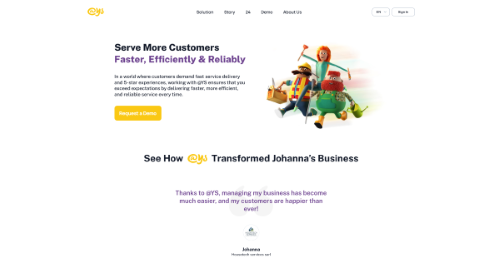 @YS
Solution
Story
Demo
About Us
Sign In
Serve More Customers
Faster, Efficiently & Reliably
In a world where customers demand fast service delivery
and 5-star experiences, working with @YS ensures that you
exceed expectations by delivering faster, more efficient,
and reliable service every time.
Request a Demo
See How @YS Transformed Johanna's Business
Thanks to @YS, managing my business has become
much easier, and my customers are happier than
ever!
Johanna